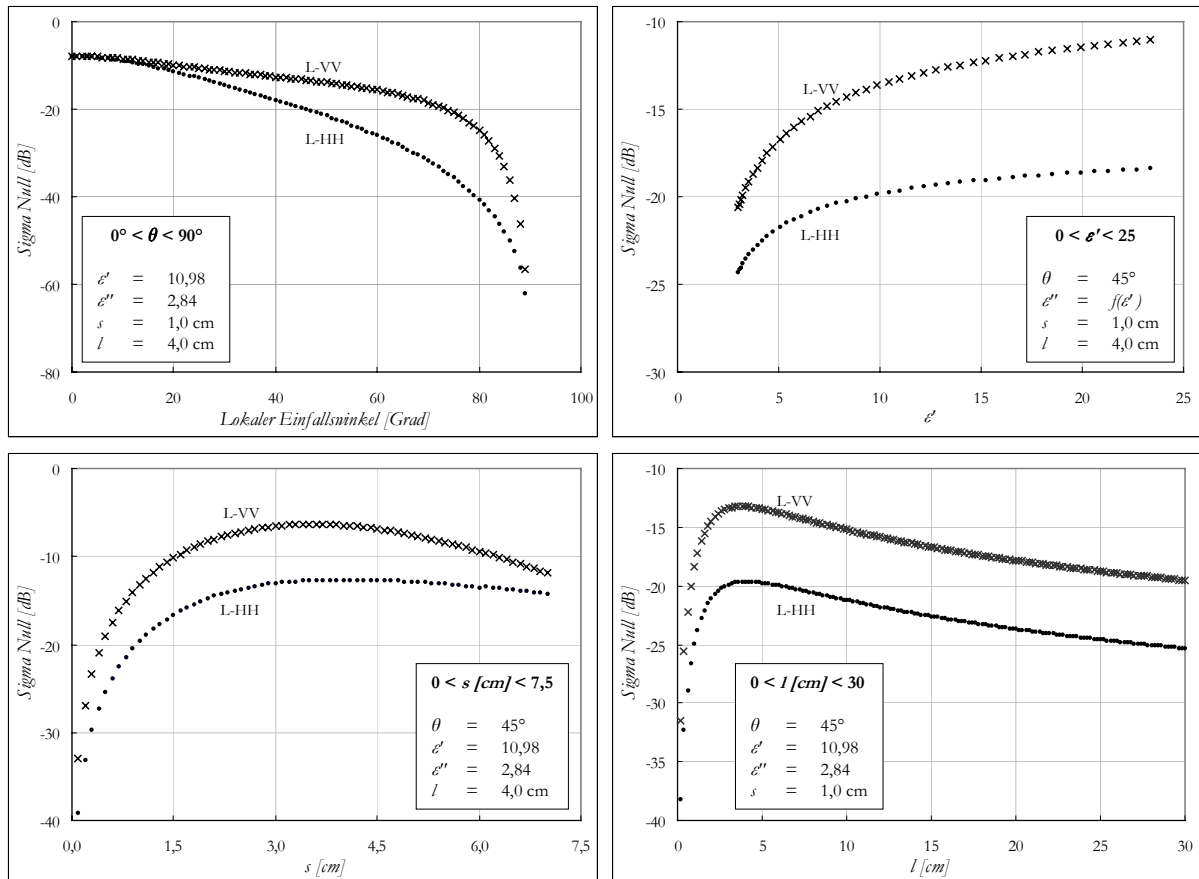 0
-20
-40
-60
-80
Sigma Null [dB]
L-VV
L-HH
0° < θ < 90°
ε' = 10,98
ε'' = 2,84
s = 1,0 cm
l = 4,0 cm
0 20 40 60 80 100
Lokaler Einfallswinkel [Grad]
-10
-15
-20
-25
-30
Sigma Null [dB]
L-VV
L-HH
0 < ε' < 25
θ = 45°
ε'' = f(ε')
s = 1,0 cm
l = 4,0 cm
0 5 10 15 20 25
ε'
0
-10
-20
-30
-40
Sigma Null [dB]
L-VV
L-HH
0 < s [cm] < 7,5
θ = 45°
ε' = 10,98
ε'' = 2,84
l = 4,0 cm
0,0 1,5 3,0 4,5 6,0 7,5
s [cm]
-10
-15
-20
-25
-30
-35
-40
Sigma Null [dB]
L-VV
L-HH
0 < l [cm] < 30
θ = 45°
ε' = 10,98
ε'' = 2,84
s = 1,0 cm
0 5 10 15 20 25 30
l [cm]